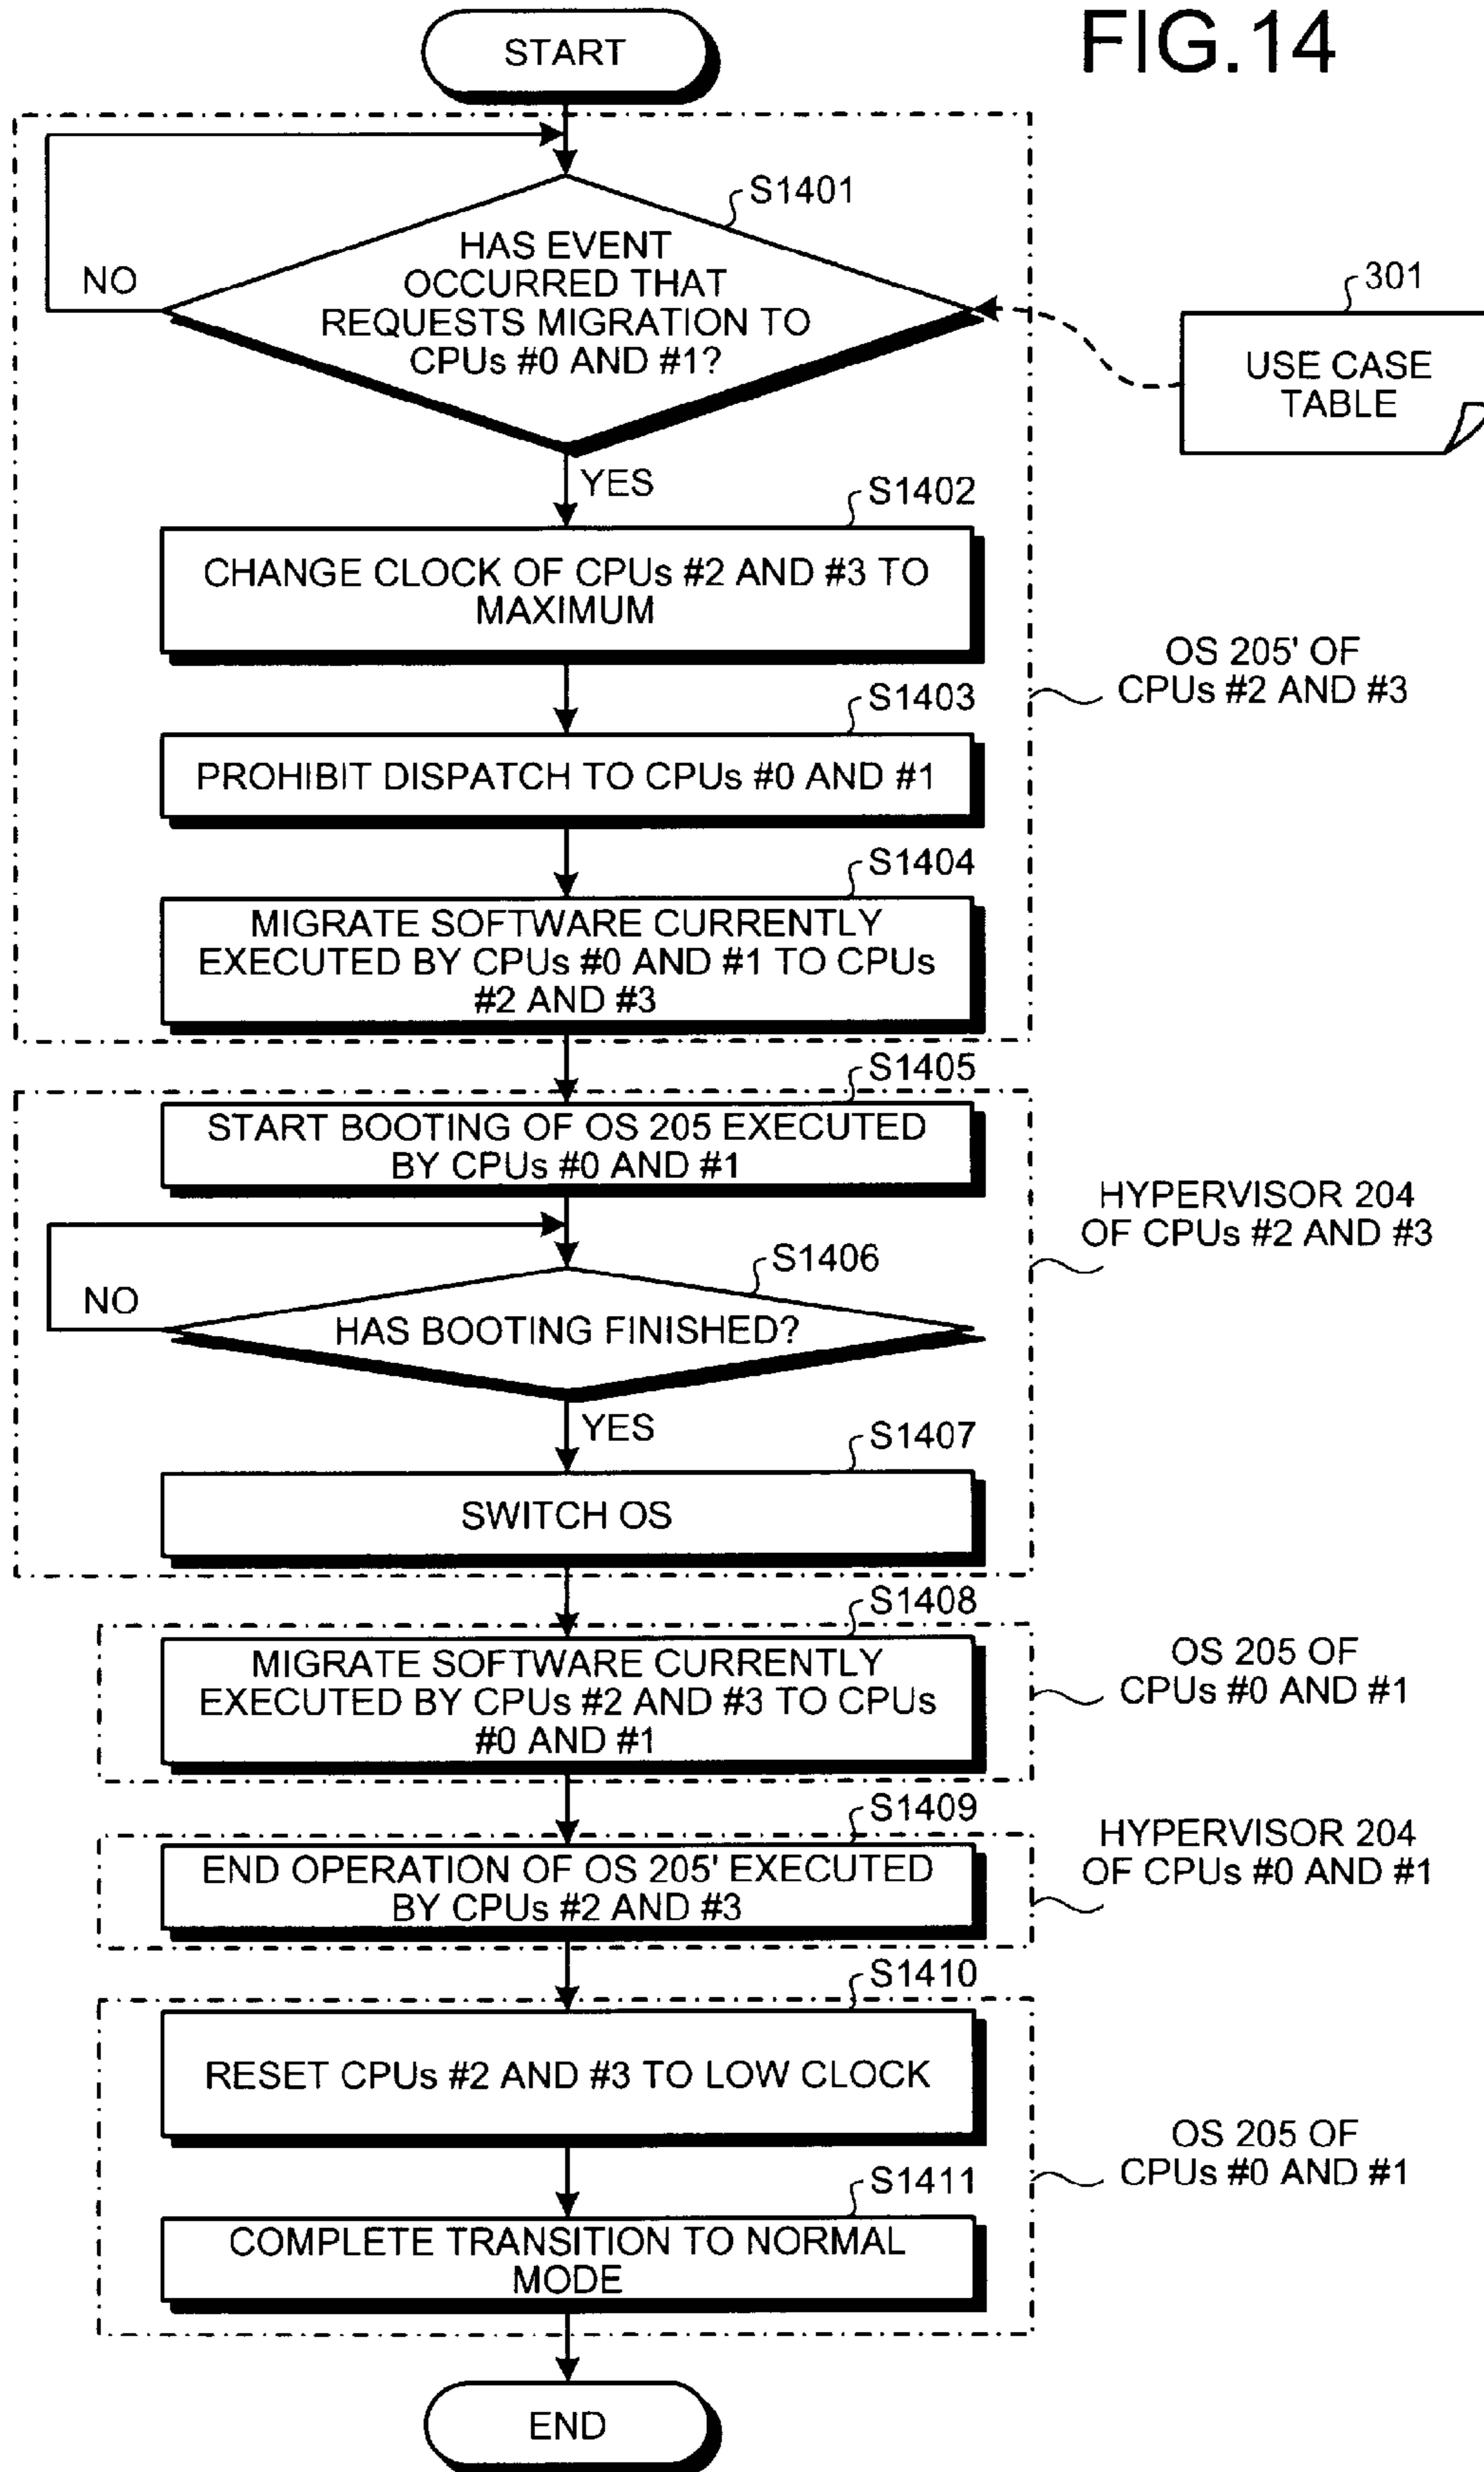 FIG.14
START
S1401
HAS EVENT
OCCURRED THAT
REQUESTS MIGRATION TO
CPUs #0 AND #1?
NO
301
USE CASE
TABLE
YES
S1402
CHANGE CLOCK OF CPUs #2 AND #3 TO
MAXIMUM
OS 205' OF
CPUs #2 AND #3
S1403
PROHIBIT DISPATCH TO CPUs #0 AND #1
S1404
MIGRATE SOFTWARE CURRENTLY
EXECUTED BY CPUs #0 AND #1 TO CPUs
#2 AND #3
S1405
START BOOTING OF OS 205 EXECUTED
BY CPUs #0 AND #1
HYPERVISOR 204
OF CPUs #2 AND #3
S1406
NO
HAS BOOTING FINISHED?
YES
S1407
SWITCH OS
S1408
MIGRATE SOFTWARE CURRENTLY
EXECUTED BY CPUs #2 AND #3 TO CPUs
#0 AND #1
OS 205 OF
CPUs #0 AND #1
S1409
END OPERATION OF OS 205' EXECUTED
BY CPUs #2 AND #3
HYPERVISOR 204
OF CPUs #0 AND #1
S1410
RESET CPUs #2 AND #3 TO LOW CLOCK
OS 205 OF
CPUs #0 AND #1
S1411
COMPLETE TRANSITION TO NORMAL
MODE
END